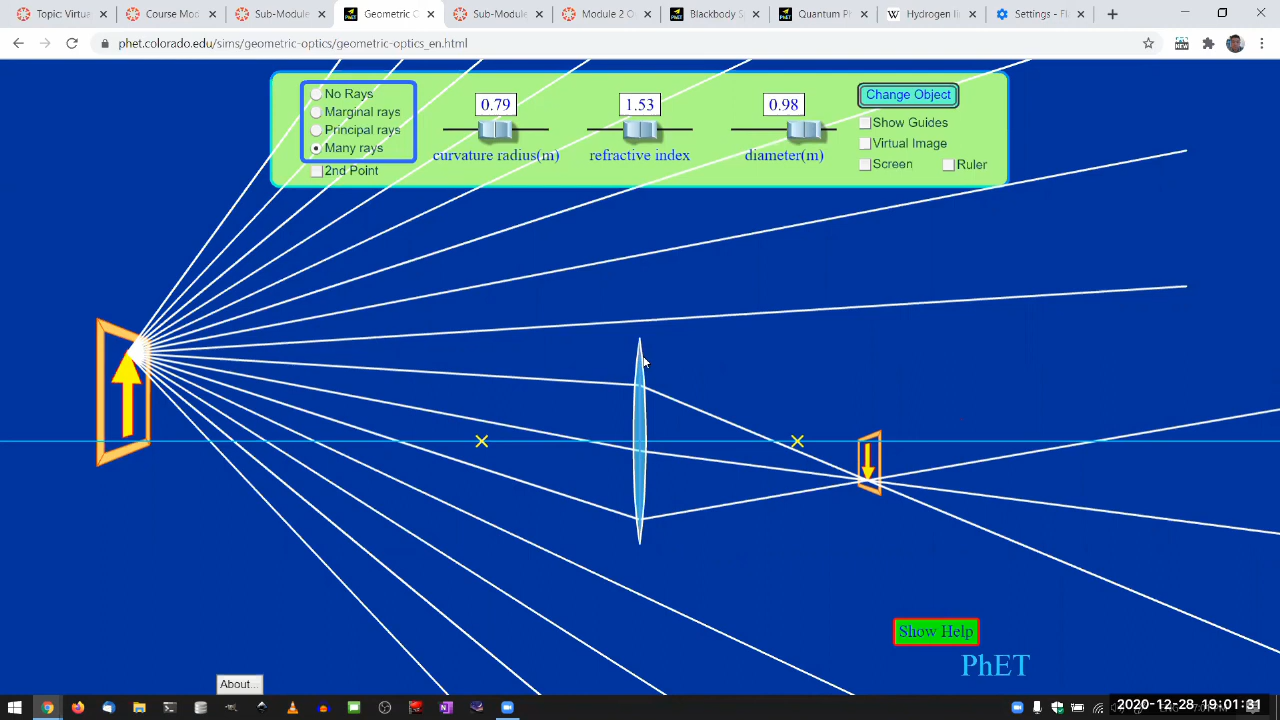 Topic: Virtua
Course Mod
Sub-Module
Geometric O
Sub-Module
Module 2 O
Blackbody S
Quantum Ph
Hydrogen li
Settings
phet.colorado.edu/sims/geometric-optics/geometric-optics_en.html
NEW
No Rays
Marginal rays
Principal rays
Many rays
2nd Point
0.79
curvature radius(m)
1.53
refractive index
0.98
diameter(m)
Change Object
Show Guides
Virtual Image
Screen
Ruler
Show Help
PhET
About...
2020-12-28 19:01:31